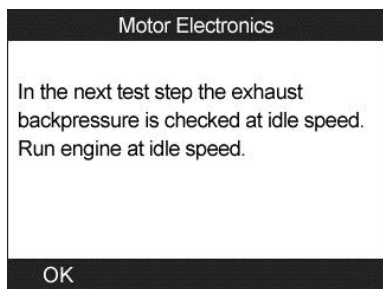 Motor Electronics
In the next test step the exhaust
backpressure is checked at idle speed.
Run engine at idle speed.
OK